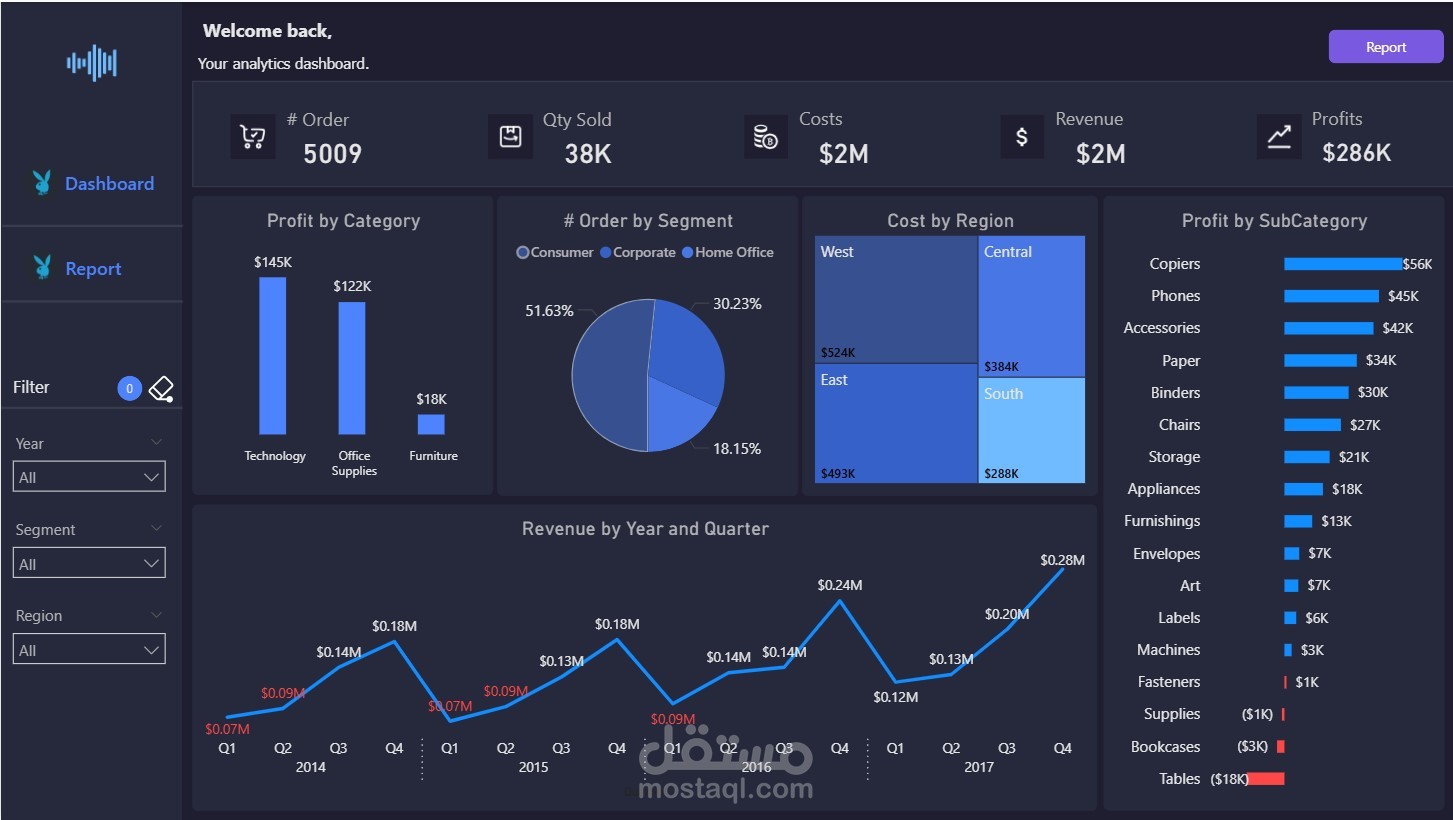 Welcome back,
Your analytics dashboard.
Report
Dashboard
Report
Filter
0
Year
All
Segment
All
Region
All
# Order
5009
Qty Sold
38K
Costs
$2M
Revenue
$2M
Profits
$286K
Profit by Category
$145K
$122K
$18K
Technology
Office
Supplies
Furniture
# Order by Segment
Consumer Corporate Home Office
51.63%
30.23%
18.15%
Cost by Region
West
$524K
Central
$384K
East
$493K
South
$288K
Profit by SubCategory
Copiers $56K
Phones $45K
Accessories $42K
Paper $34K
Binders $30K
Chairs $27K
Storage $21K
Appliances $18K
Furnishings $13K
Envelopes $7K
Art $7K
Labels $6K
Machines $3K
Fasteners $1K
Supplies ($1K)
Bookcases ($3K)
Tables ($18K)
Revenue by Year and Quarter
$0.07M $0.09M $0.14M $0.18M $0.07M $0.09M $0.13M $0.18M $0.09M $0.14M $0.14M $0.24M $0.12M $0.13M $0.20M $0.28M
Q1 Q2 Q3 Q4 Q1 Q2 Q3 Q4 Q1 Q2 Q3 Q4 Q1 Q2 Q3 Q4
2014 2015 2016 2017
مستقل
mostaql.com